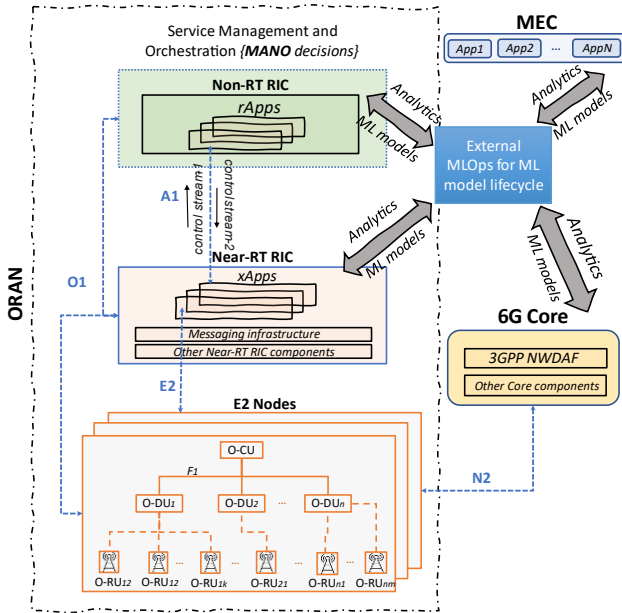 Service Management and
Orchestration {MANO decisions}
MEC
App1 App2 ... AppN
Non-RT RIC
rApps
Analytics
ML models
Analytics
ML models
External
MLOps for ML
model lifecycle
A1
control stream-1
control stream-2
O1
ORAN
Near-RT RIC
xApps
Messaging infrastructure
Other Near-RT RIC components
Analytics
ML models
Analytics
ML models
6G Core
3GPP NWDAF
Other Core components
E2
E2 Nodes
N2
O-CU
F1
O-DU1 O-DU2 ... O-DUn
... ... ... ...
O-RU12 O-RU12 O-RU1k O-RU21 O-RUn1 O-RUnm